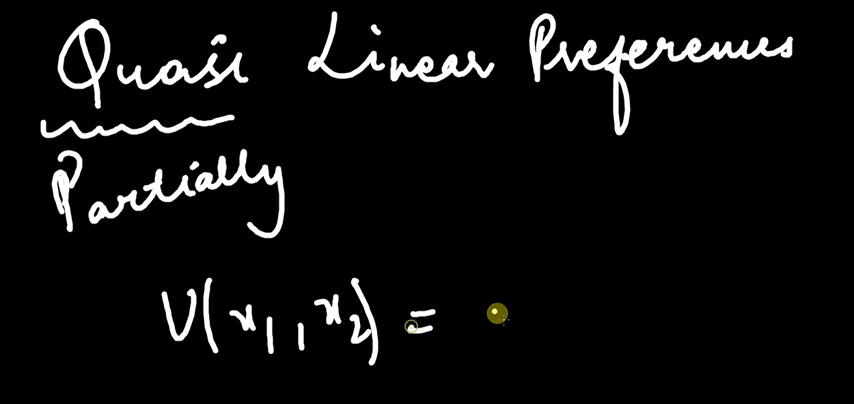 Quasi Linear Preferences
Partially
U(x1, x2) =